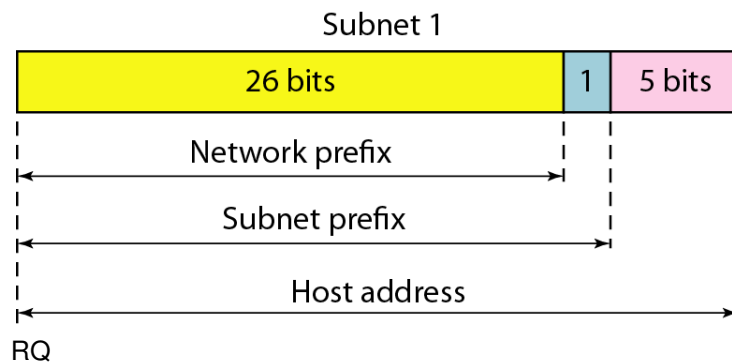 Subnet 1
26 bits 1 5 bits
Network prefix
Subnet prefix
Host address
RQ